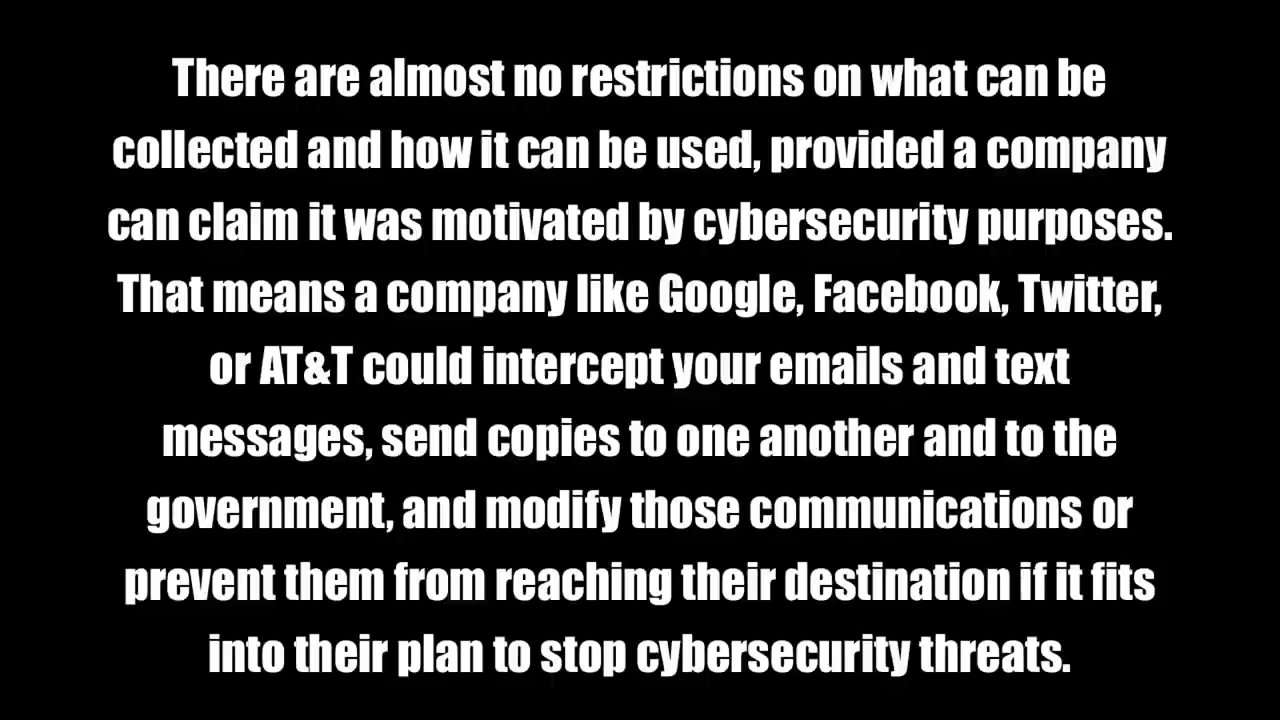 There are almost no restrictions on what can be
collected and how it can be used, provided a company
can claim it was motivated by cybersecurity purposes.
That means a company like Google, Facebook, Twitter,
or AT&T could intercept your emails and text
messages, send copies to one another and to the
government, and modify those communications or
prevent them from reaching their destination if it fits
into their plan to stop cybersecurity threats.